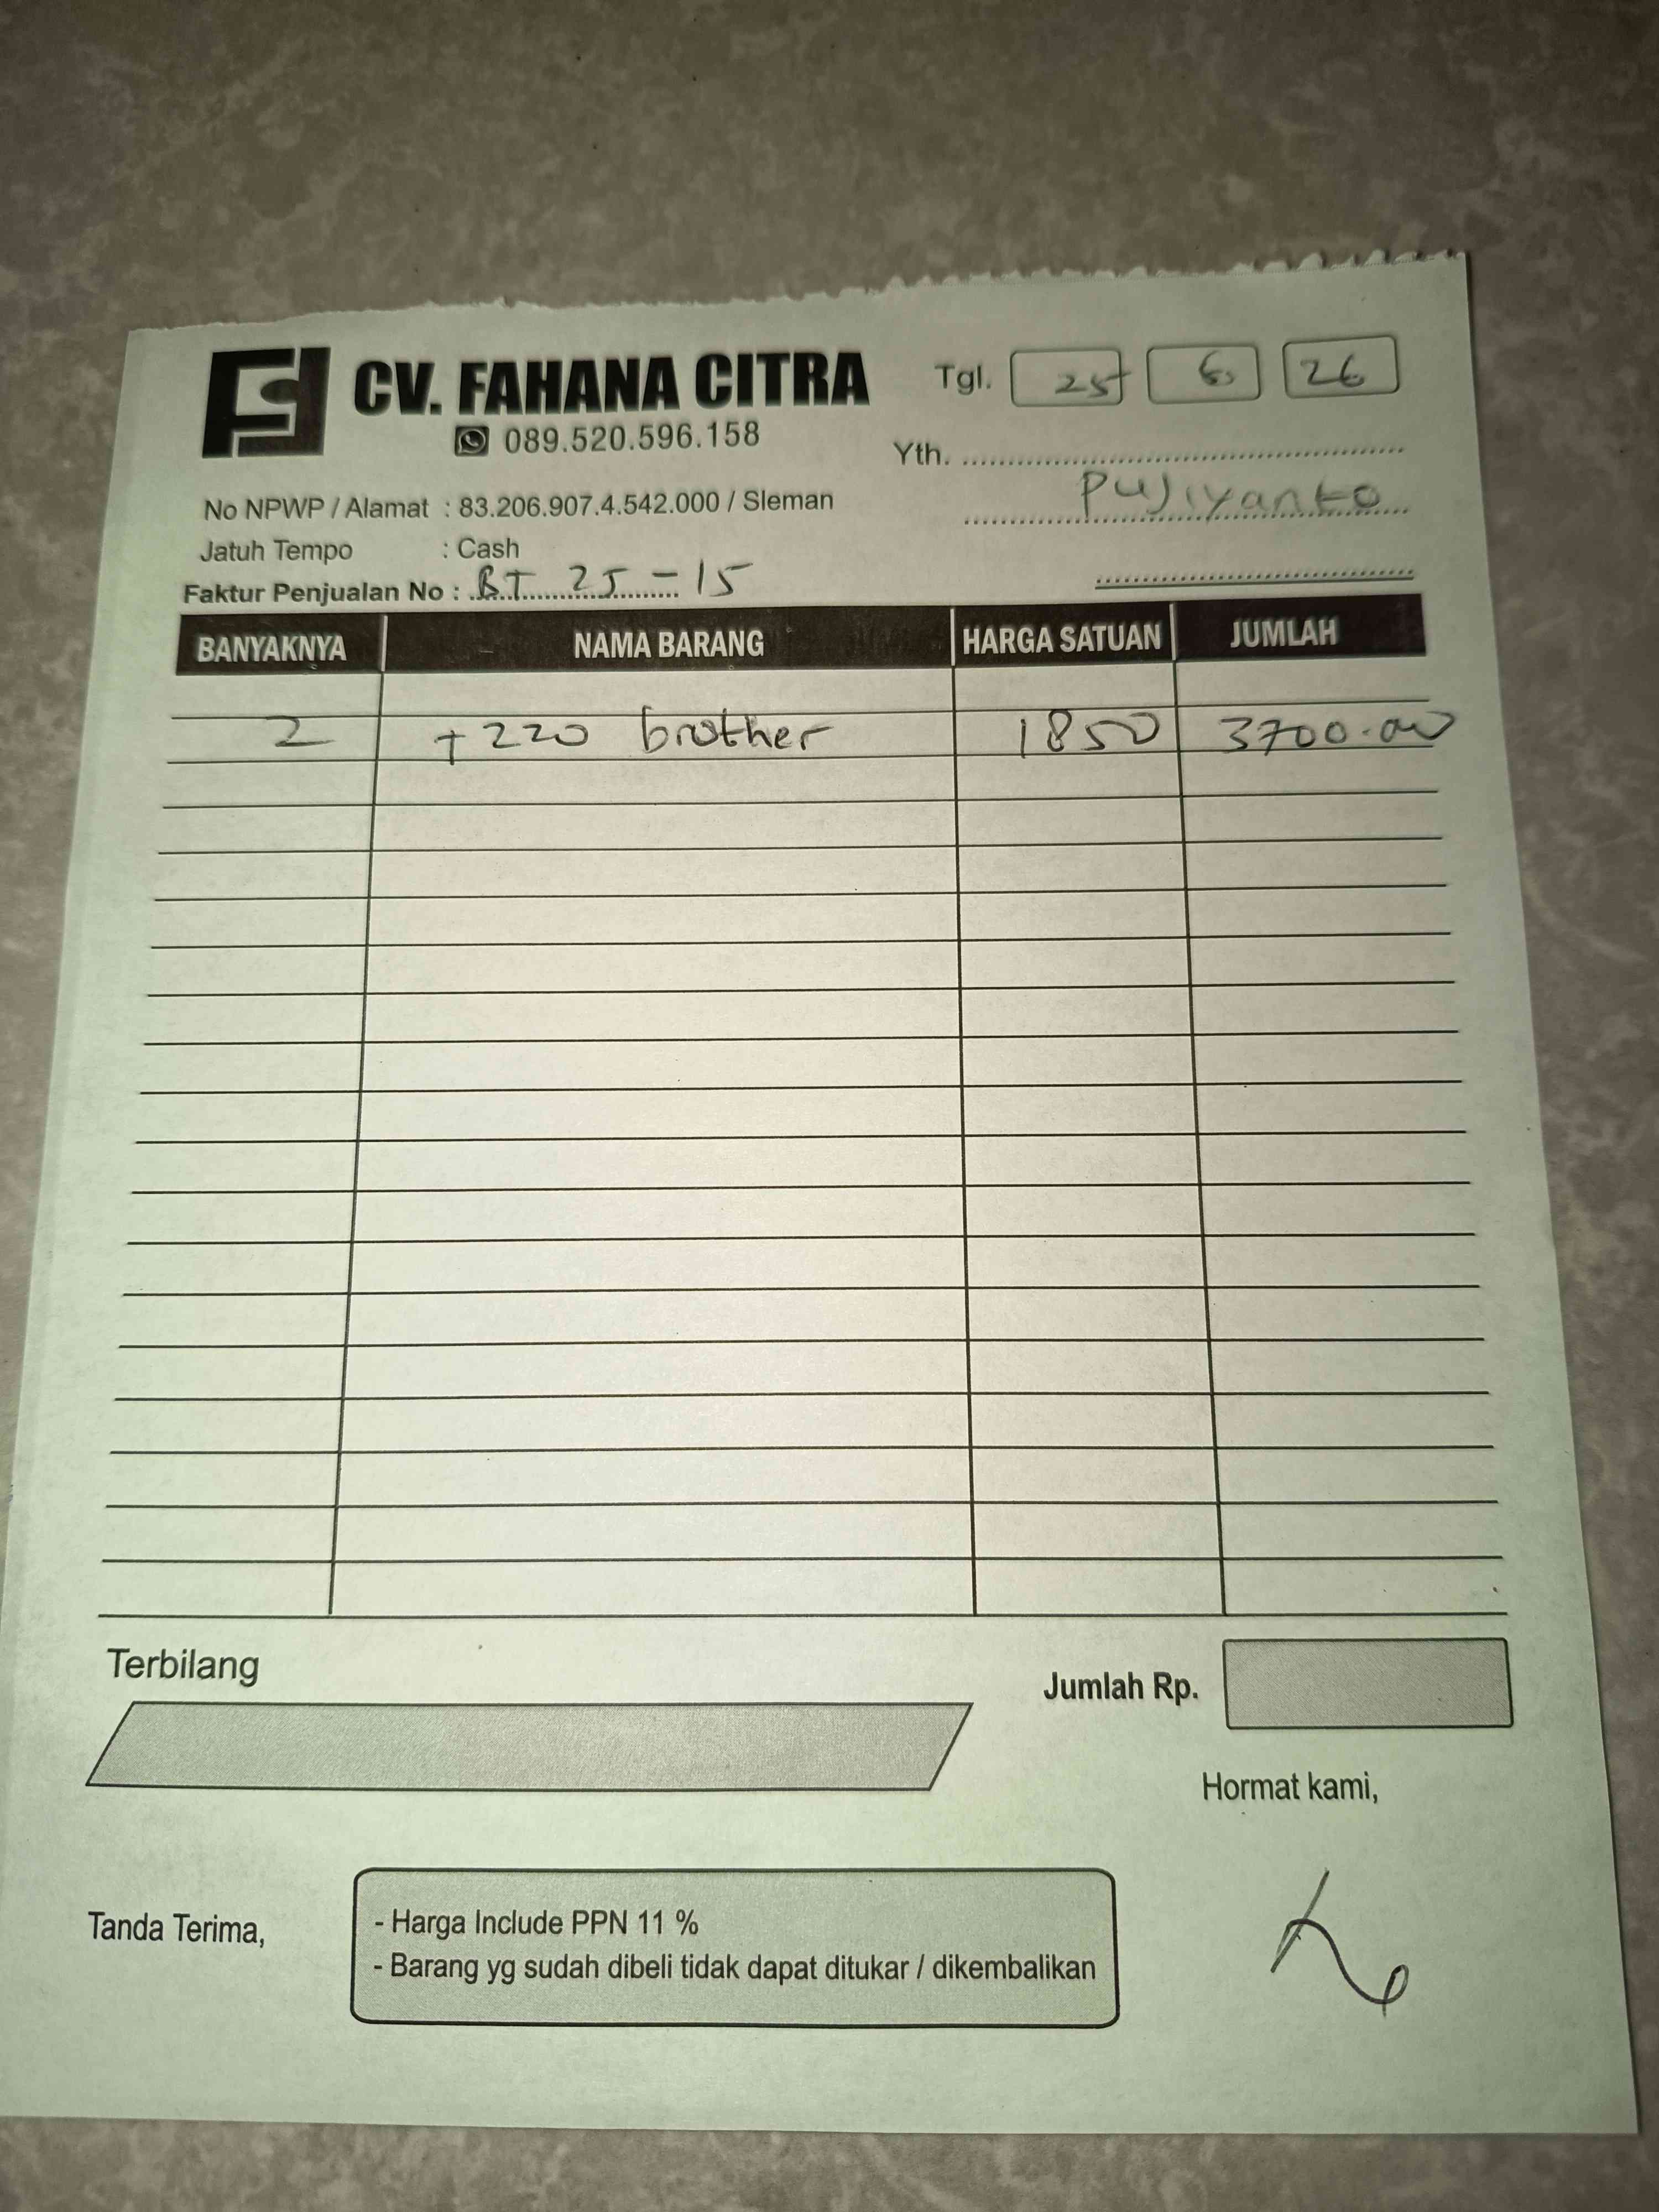 CV. FAHANA CITRA
089.520.596.158
Tgl. 25 6 26
Yth.
Pujiyanto
No NPWP / Alamat : 83.206.907.4.542.000 / Sleman
Jatuh Tempo : Cash
Faktur Penjualan No : BT 25 - 15
BANYAKNYA NAMA BARANG HARGA SATUAN JUMLAH
2 T220 brother 1850 3700.00
Terbilang
Jumlah Rp.
Hormat kami,
Tanda Terima,
- Harga Include PPN 11 %
- Barang yg sudah dibeli tidak dapat ditukar / dikembalikan